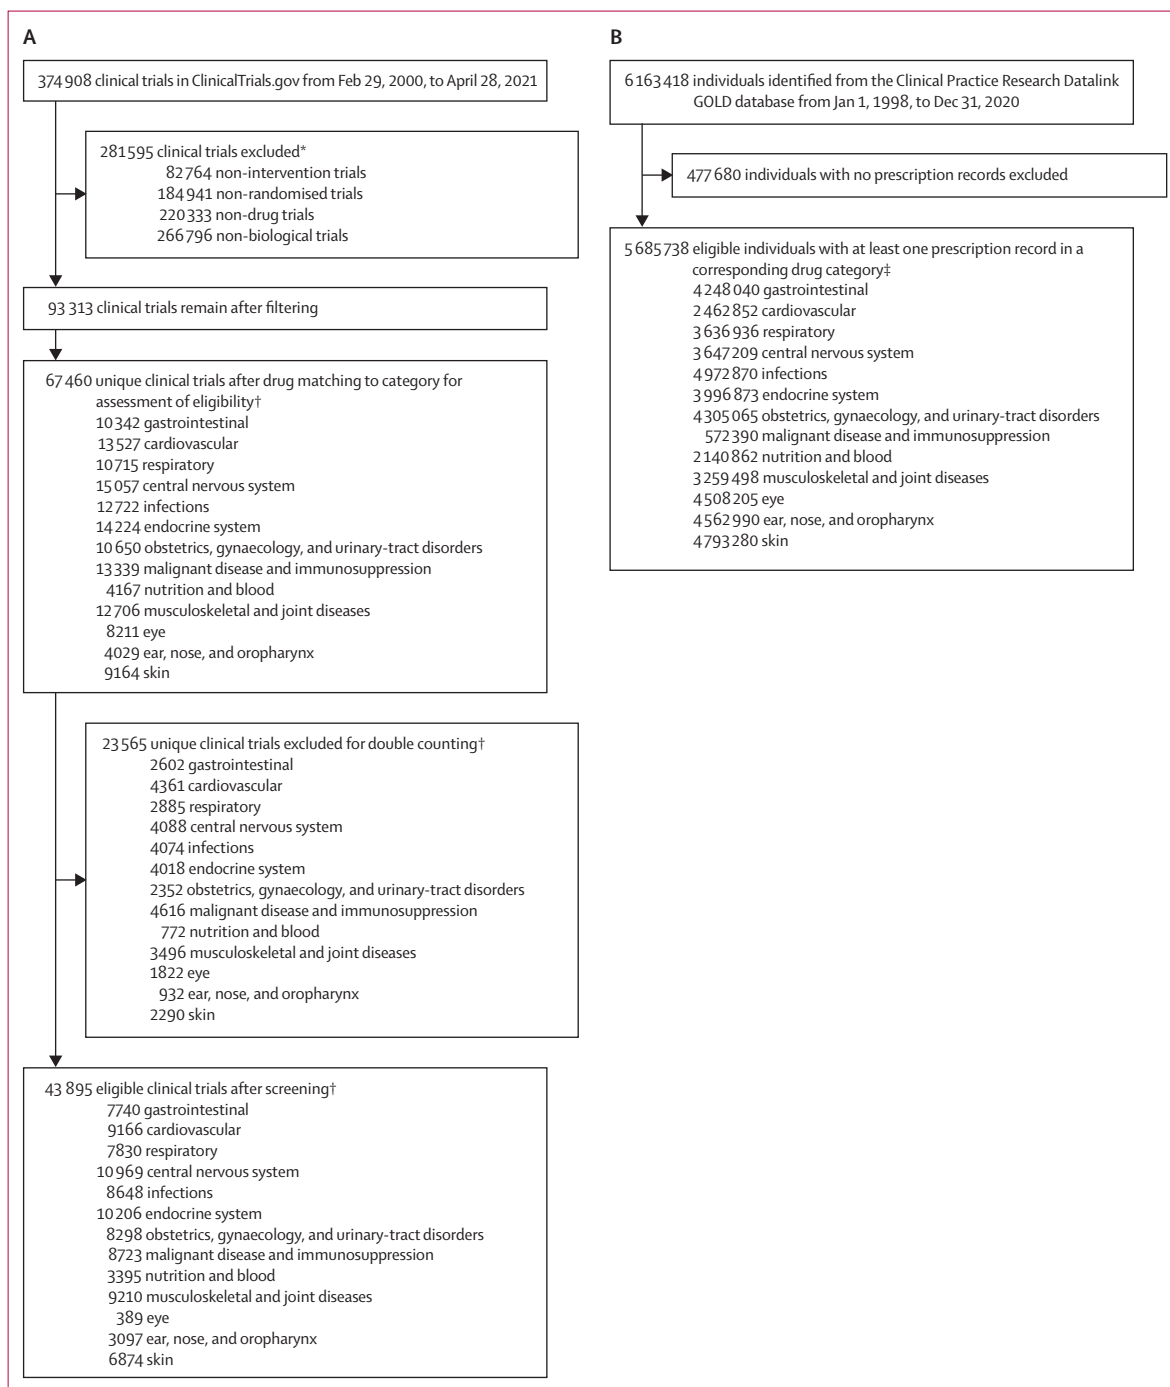 A
374 908 clinical trials in ClinicalTrials.gov from Feb 29, 2000, to April 28, 2021
281 595 clinical trials excluded*
82 764 non-intervention trials
184 941 non-randomised trials
220 333 non-drug trials
266 796 non-biological trials
93 313 clinical trials remain after filtering
67 460 unique clinical trials after drug matching to category for
assessment of eligibility†
10 342 gastrointestinal
13 527 cardiovascular
10 715 respiratory
15 057 central nervous system
12 722 infections
14 224 endocrine system
10 650 obstetrics, gynaecology, and urinary-tract disorders
13 339 malignant disease and immunosuppression
4167 nutrition and blood
12 706 musculoskeletal and joint diseases
8211 eye
4029 ear, nose, and oropharynx
9164 skin
23 565 unique clinical trials excluded for double counting†
2602 gastrointestinal
4361 cardiovascular
2885 respiratory
4088 central nervous system
4074 infections
4018 endocrine system
2352 obstetrics, gynaecology, and urinary-tract disorders
4616 malignant disease and immunosuppression
772 nutrition and blood
3496 musculoskeletal and joint diseases
1822 eye
932 ear, nose, and oropharynx
2290 skin
43 895 eligible clinical trials after screening†
7740 gastrointestinal
9166 cardiovascular
7830 respiratory
10 969 central nervous system
8648 infections
10 206 endocrine system
8298 obstetrics, gynaecology, and urinary-tract disorders
8723 malignant disease and immunosuppression
3395 nutrition and blood
9210 musculoskeletal and joint diseases
389 eye
3097 ear, nose, and oropharynx
6874 skin
B
6 163 418 individuals identified from the Clinical Practice Research Datalink
GOLD database from Jan 1, 1998, to Dec 31, 2020
477 680 individuals with no prescription records excluded
5 685 738 eligible individuals with at least one prescription record in a
corresponding drug category‡
4 248 040 gastrointestinal
2 462 852 cardiovascular
3 636 936 respiratory
3 647 209 central nervous system
4 972 870 infections
3 996 873 endocrine system
4 305 065 obstetrics, gynaecology, and urinary-tract disorders
572 390 malignant disease and immunosuppression
2 140 862 nutrition and blood
3 259 498 musculoskeletal and joint diseases
4 508 205 eye
4 562 990 ear, nose, and oropharynx
4 793 280 skin